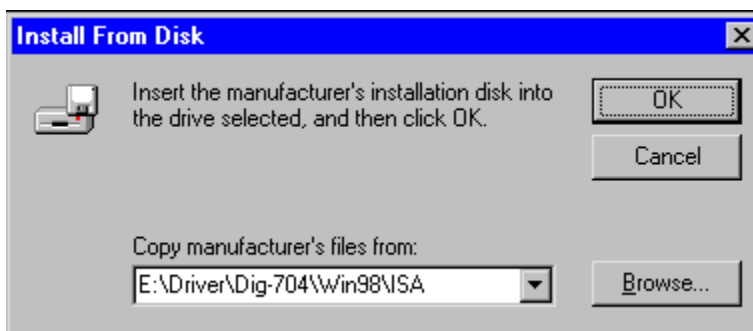 Install From Disk
Insert the manufacturer's installation disk into
the drive selected, and then click OK.
OK
Cancel
Copy manufacturer's files from:
E:\Driver\Dig-704\Win98\ISA
Browse...